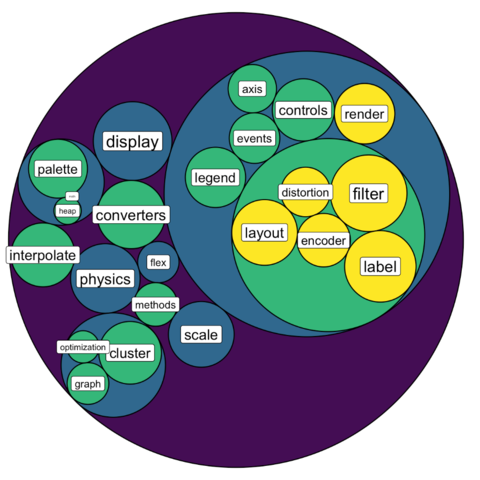 axis
controls
render
events
display
palette
legend
distortion
filter
heap
converters
layout
encoder
interpolate
flex
label
physics
methods
scale
optimization
cluster
graph